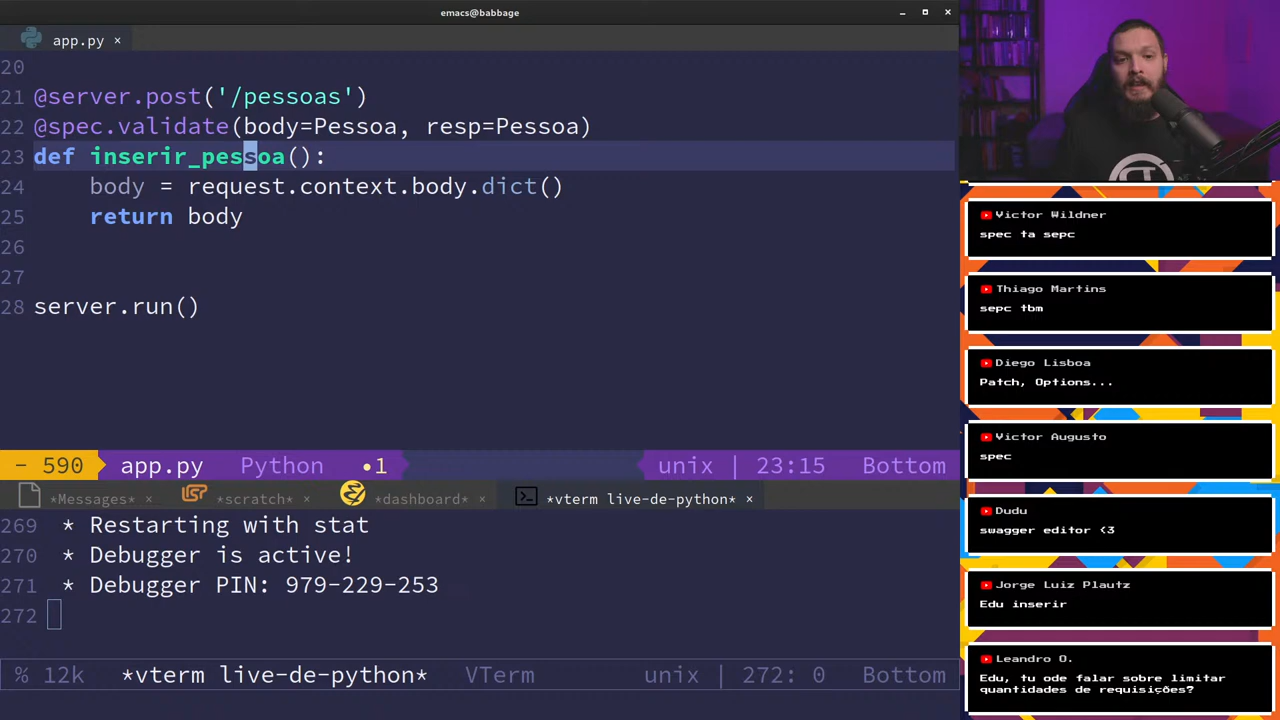 emacs@babbage
app.py ×
20
21 @server.post('/pessoas')
22 @spec.validate(body=Pessoa, resp=Pessoa)
23 def inserir_pessoa():
24 body = request.context.body.dict()
25 return body
26
27
28 server.run()
- 590 app.py Python •1 unix | 23:15 Bottom
*Messages* × *scratch* × *dashboard* × *vterm live-de-python* ×
269 * Restarting with stat
270 * Debugger is active!
271 * Debugger PIN: 979-229-253
272
% 12k *vterm live-de-python* VTerm unix | 272: 0 Bottom
Victor Wildner
spec ta sepc
Thiago Martins
sepc tbm
Diego Lisboa
Patch, Options...
Victor Augusto
spec
Dudu
swagger editor <3
Jorge Luiz Plautz
Edu inserir
Leandro O.
Edu, tu ode falar sobre limitar
quantidades de requisições?